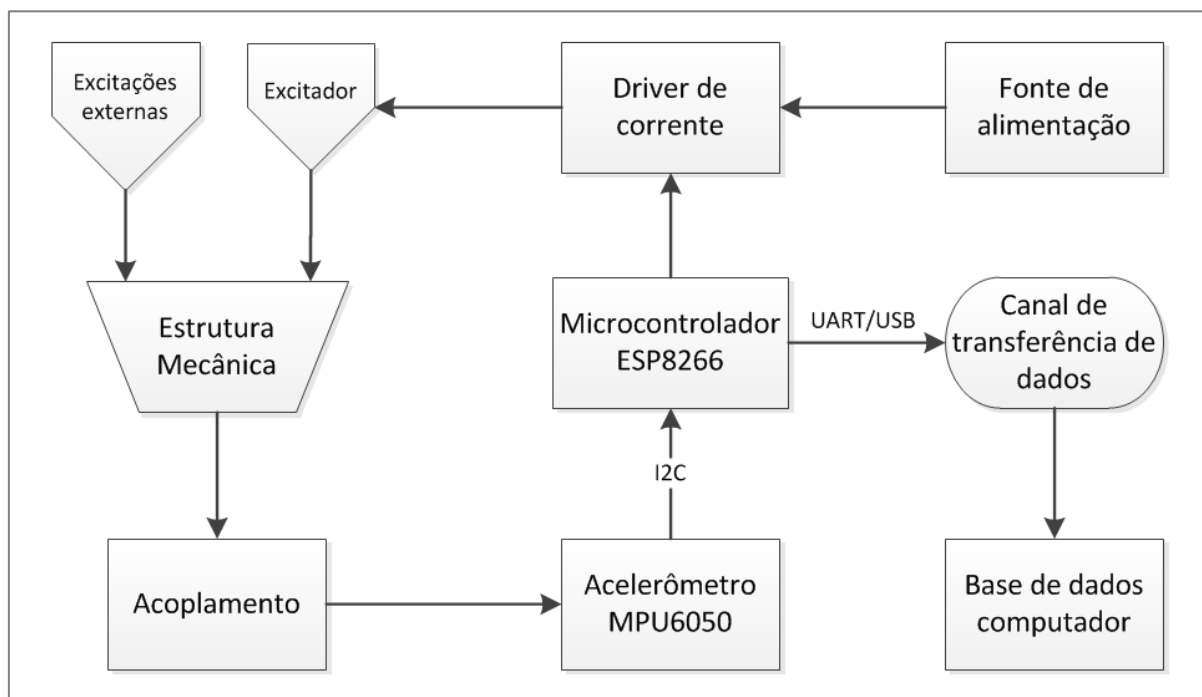 Excitações
externas
Excitador
Driver de
corrente
Fonte de
alimentação
Estrutura
Mecânica
Microcontrolador
ESP8266
UART/USB
Canal de
transferência de
dados
I2C
Acoplamento
Acelerômetro
MPU6050
Base de dados
computador